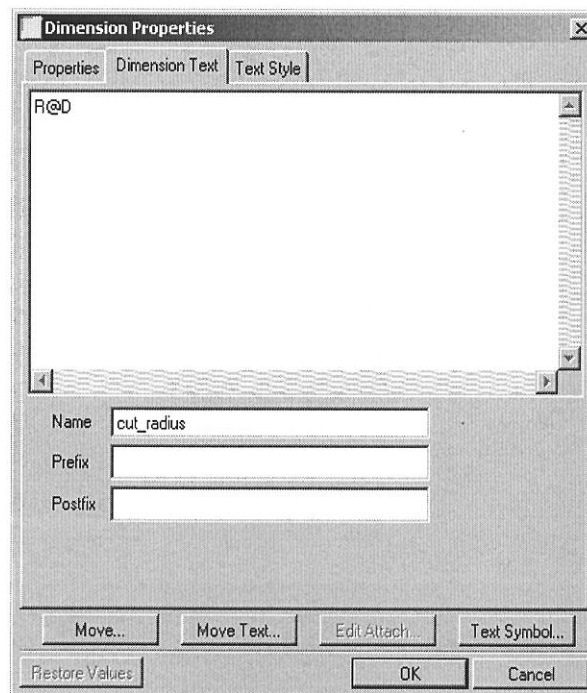 Dimension Properties
Properties Dimension Text Text Style
R@D
Name cut_radius
Prefix
Postfix
Move... Move Text... Edit Attach... Text Symbol...
Restore Values OK Cancel